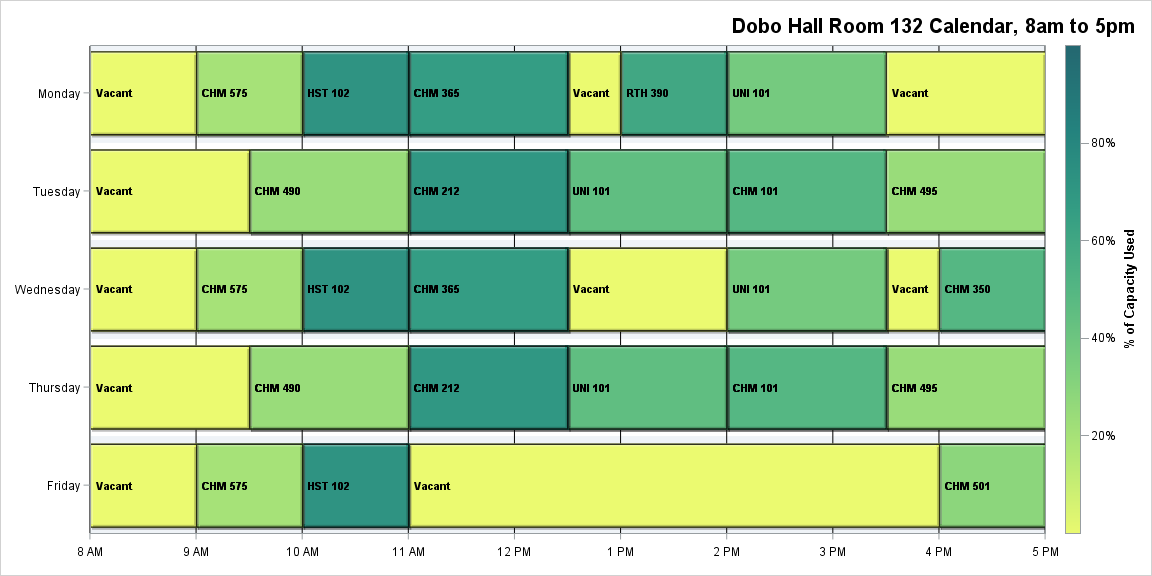 Dobo Hall Room 132 Calendar, 8am to 5pm
Monday
Vacant
CHM 575
HST 102
CHM 365
Vacant
RTH 390
UNI 101
Vacant
Tuesday
Vacant
CHM 490
CHM 212
UNI 101
CHM 101
CHM 495
Wednesday
Vacant
CHM 575
HST 102
CHM 365
Vacant
UNI 101
Vacant
CHM 350
Thursday
Vacant
CHM 490
CHM 212
UNI 101
CHM 101
CHM 495
Friday
Vacant
CHM 575
HST 102
Vacant
CHM 501
8 AM
9 AM
10 AM
11 AM
12 PM
1 PM
2 PM
3 PM
4 PM
5 PM
80%
60%
40%
20%
% of Capacity Used